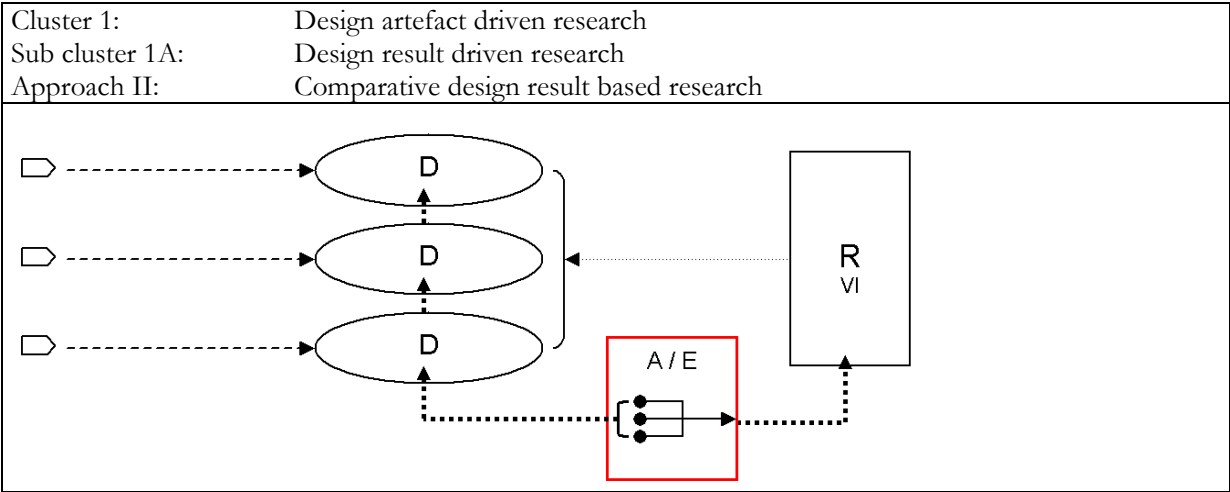 Cluster 1: Design artefact driven research
Sub cluster 1A: Design result driven research
Approach II: Comparative design result based research
D
D
R
VI
D
A / E